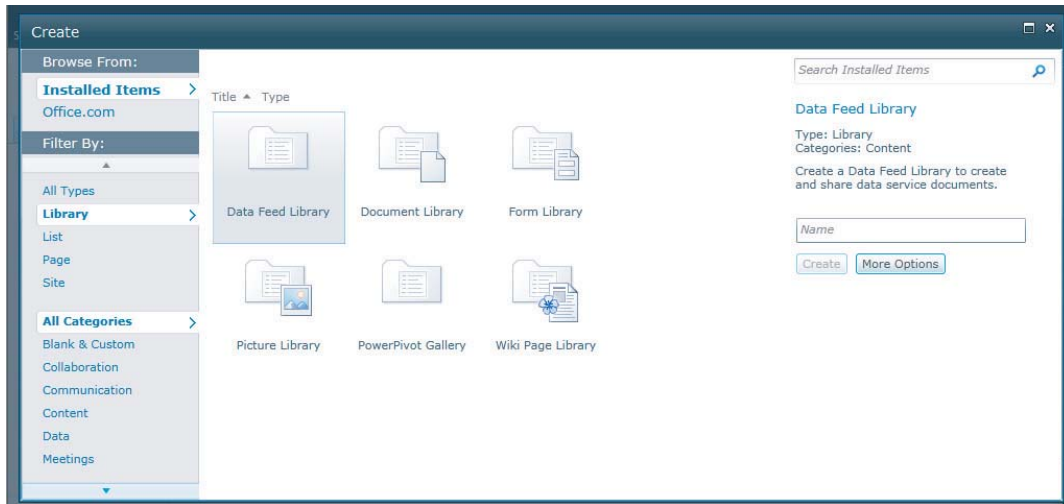 S
Create
Browse From:
Installed Items
Office.com
Filter By:
All Types
Library
List
Page
Site
All Categories
Blank & Custom
Collaboration
Communication
Content
Data
Meetings
Title Type
Data Feed Library
Document Library
Form Library
Picture Library
PowerPivot Gallery
Wiki Page Library
Search Installed Items
Data Feed Library
Type: Library
Categories: Content
Create a Data Feed Library to create
and share data service documents.
Name
Create
More Options